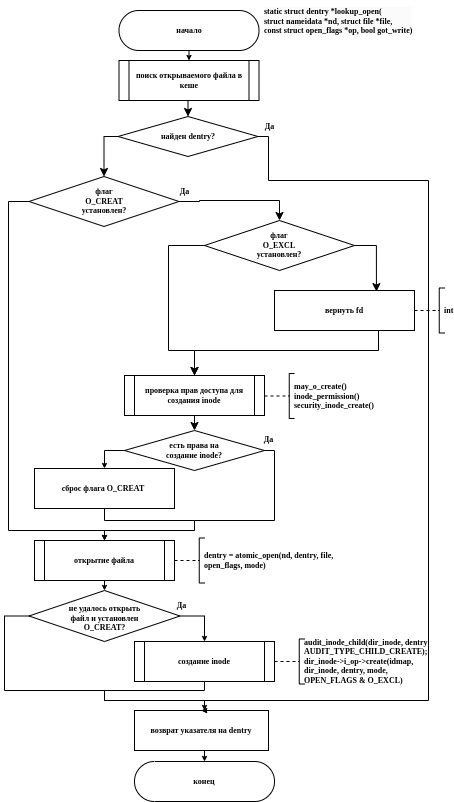 static struct dentry *lookup_open(
struct nameidata *nd, struct file *file,
const struct open_flags *op, bool got_write)
начало
поиск открываемого файла в
кеше
найден dentry?
Да
флаг
O_CREAT
установлен?
Да
флаг
O_EXCL
установлен?
вернуть fd
int
проверка прав доступа для
создания inode
may_o_create()
inode_permission()
security_inode_create()
есть права на
создание inode?
Да
сброс флага O_CREAT
открытие файла
dentry = atomic_open(nd, dentry, file,
open_flags, mode)
не удалось открыть
файл и установлен
O_CREAT?
Да
создание inode
audit_inode_child(dir_inode, dentry
AUDIT_TYPE_CHILD_CREATE);
dir_inode->i_op->create(idmap,
dir_inode, dentry, mode,
OPEN_FLAGS & O_EXCL)
возврат указателя на dentry
конец